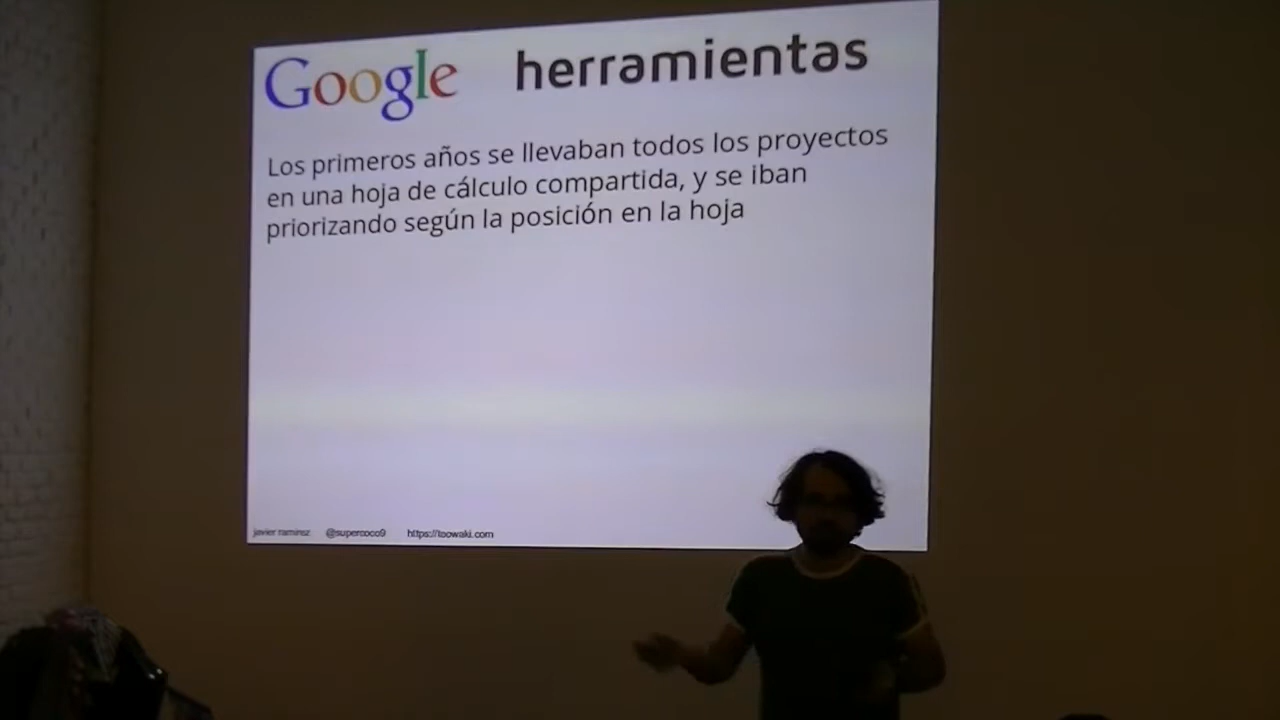 Google herramientas
Los primeros años se llevaban todos los proyectos
en una hoja de cálculo compartida, y se iban
priorizando según la posición en la hoja
javier ramirez @supercoco9 https://teowaki.com